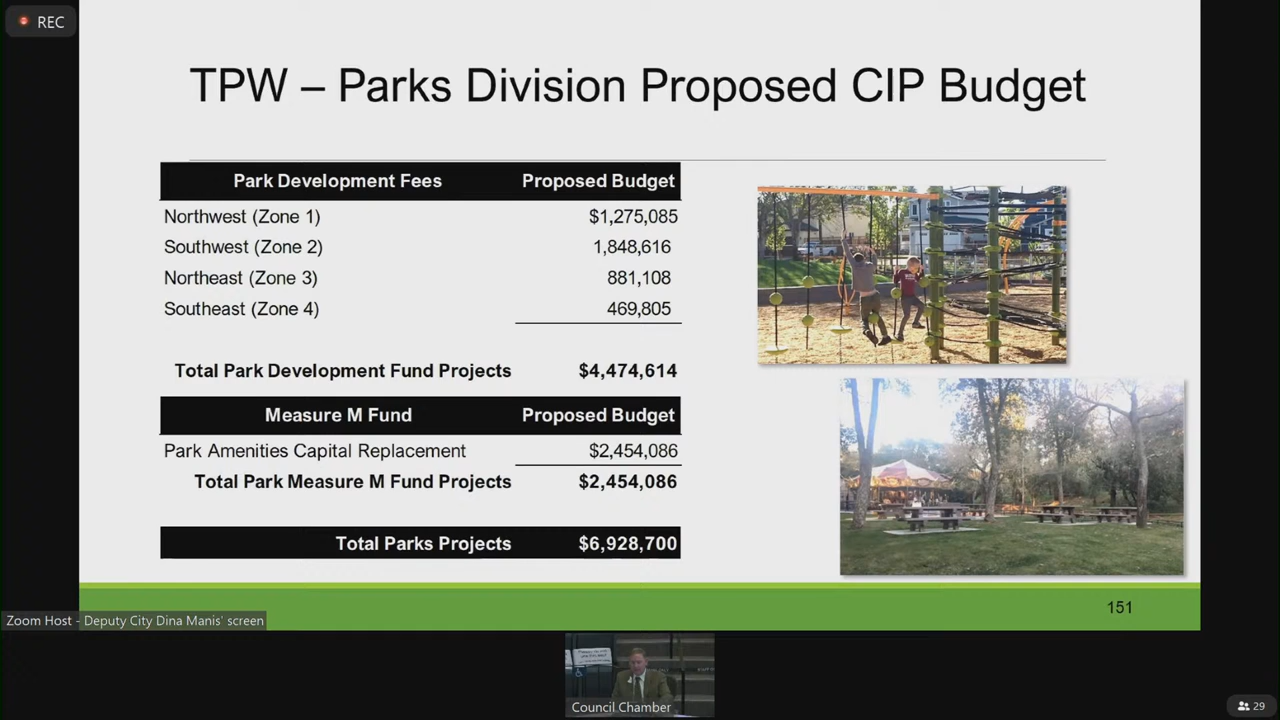 REC
TPW – Parks Division Proposed CIP Budget
Park Development Fees Proposed Budget
Northwest (Zone 1) $1,275,085
Southwest (Zone 2) 1,848,616
Northeast (Zone 3) 881,108
Southeast (Zone 4) 469,805
Total Park Development Fund Projects $4,474,614
Measure M Fund Proposed Budget
Park Amenities Capital Replacement $2,454,086
Total Park Measure M Fund Projects $2,454,086
Total Parks Projects $6,928,700
151
Zoom Host - Deputy City Dina Manis' screen
Council Chamber
29